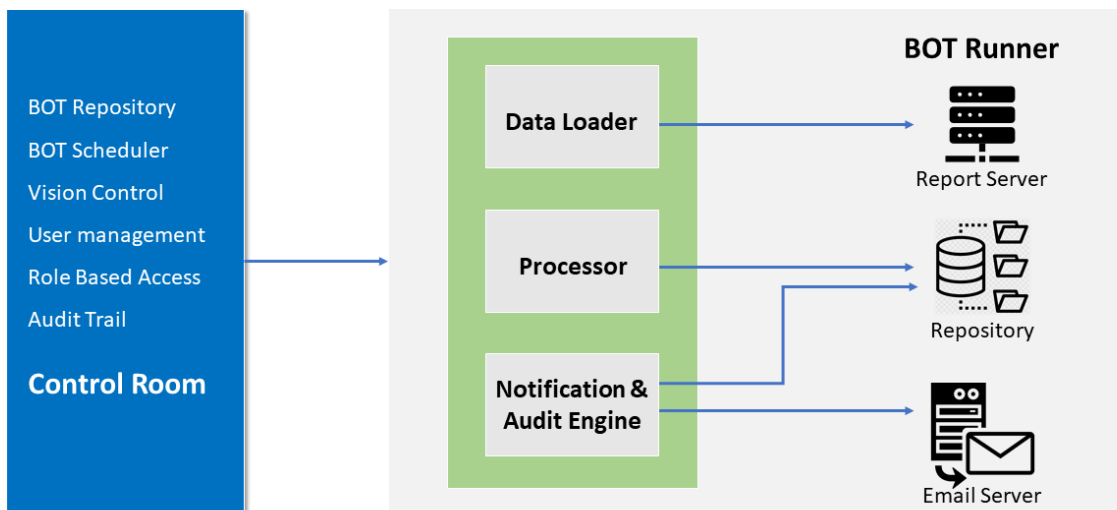 BOT Repository
BOT Scheduler
Vision Control
User management
Role Based Access
Audit Trail
Control Room
Data Loader
Processor
Notification &
Audit Engine
BOT Runner
Report Server
Repository
Email Server